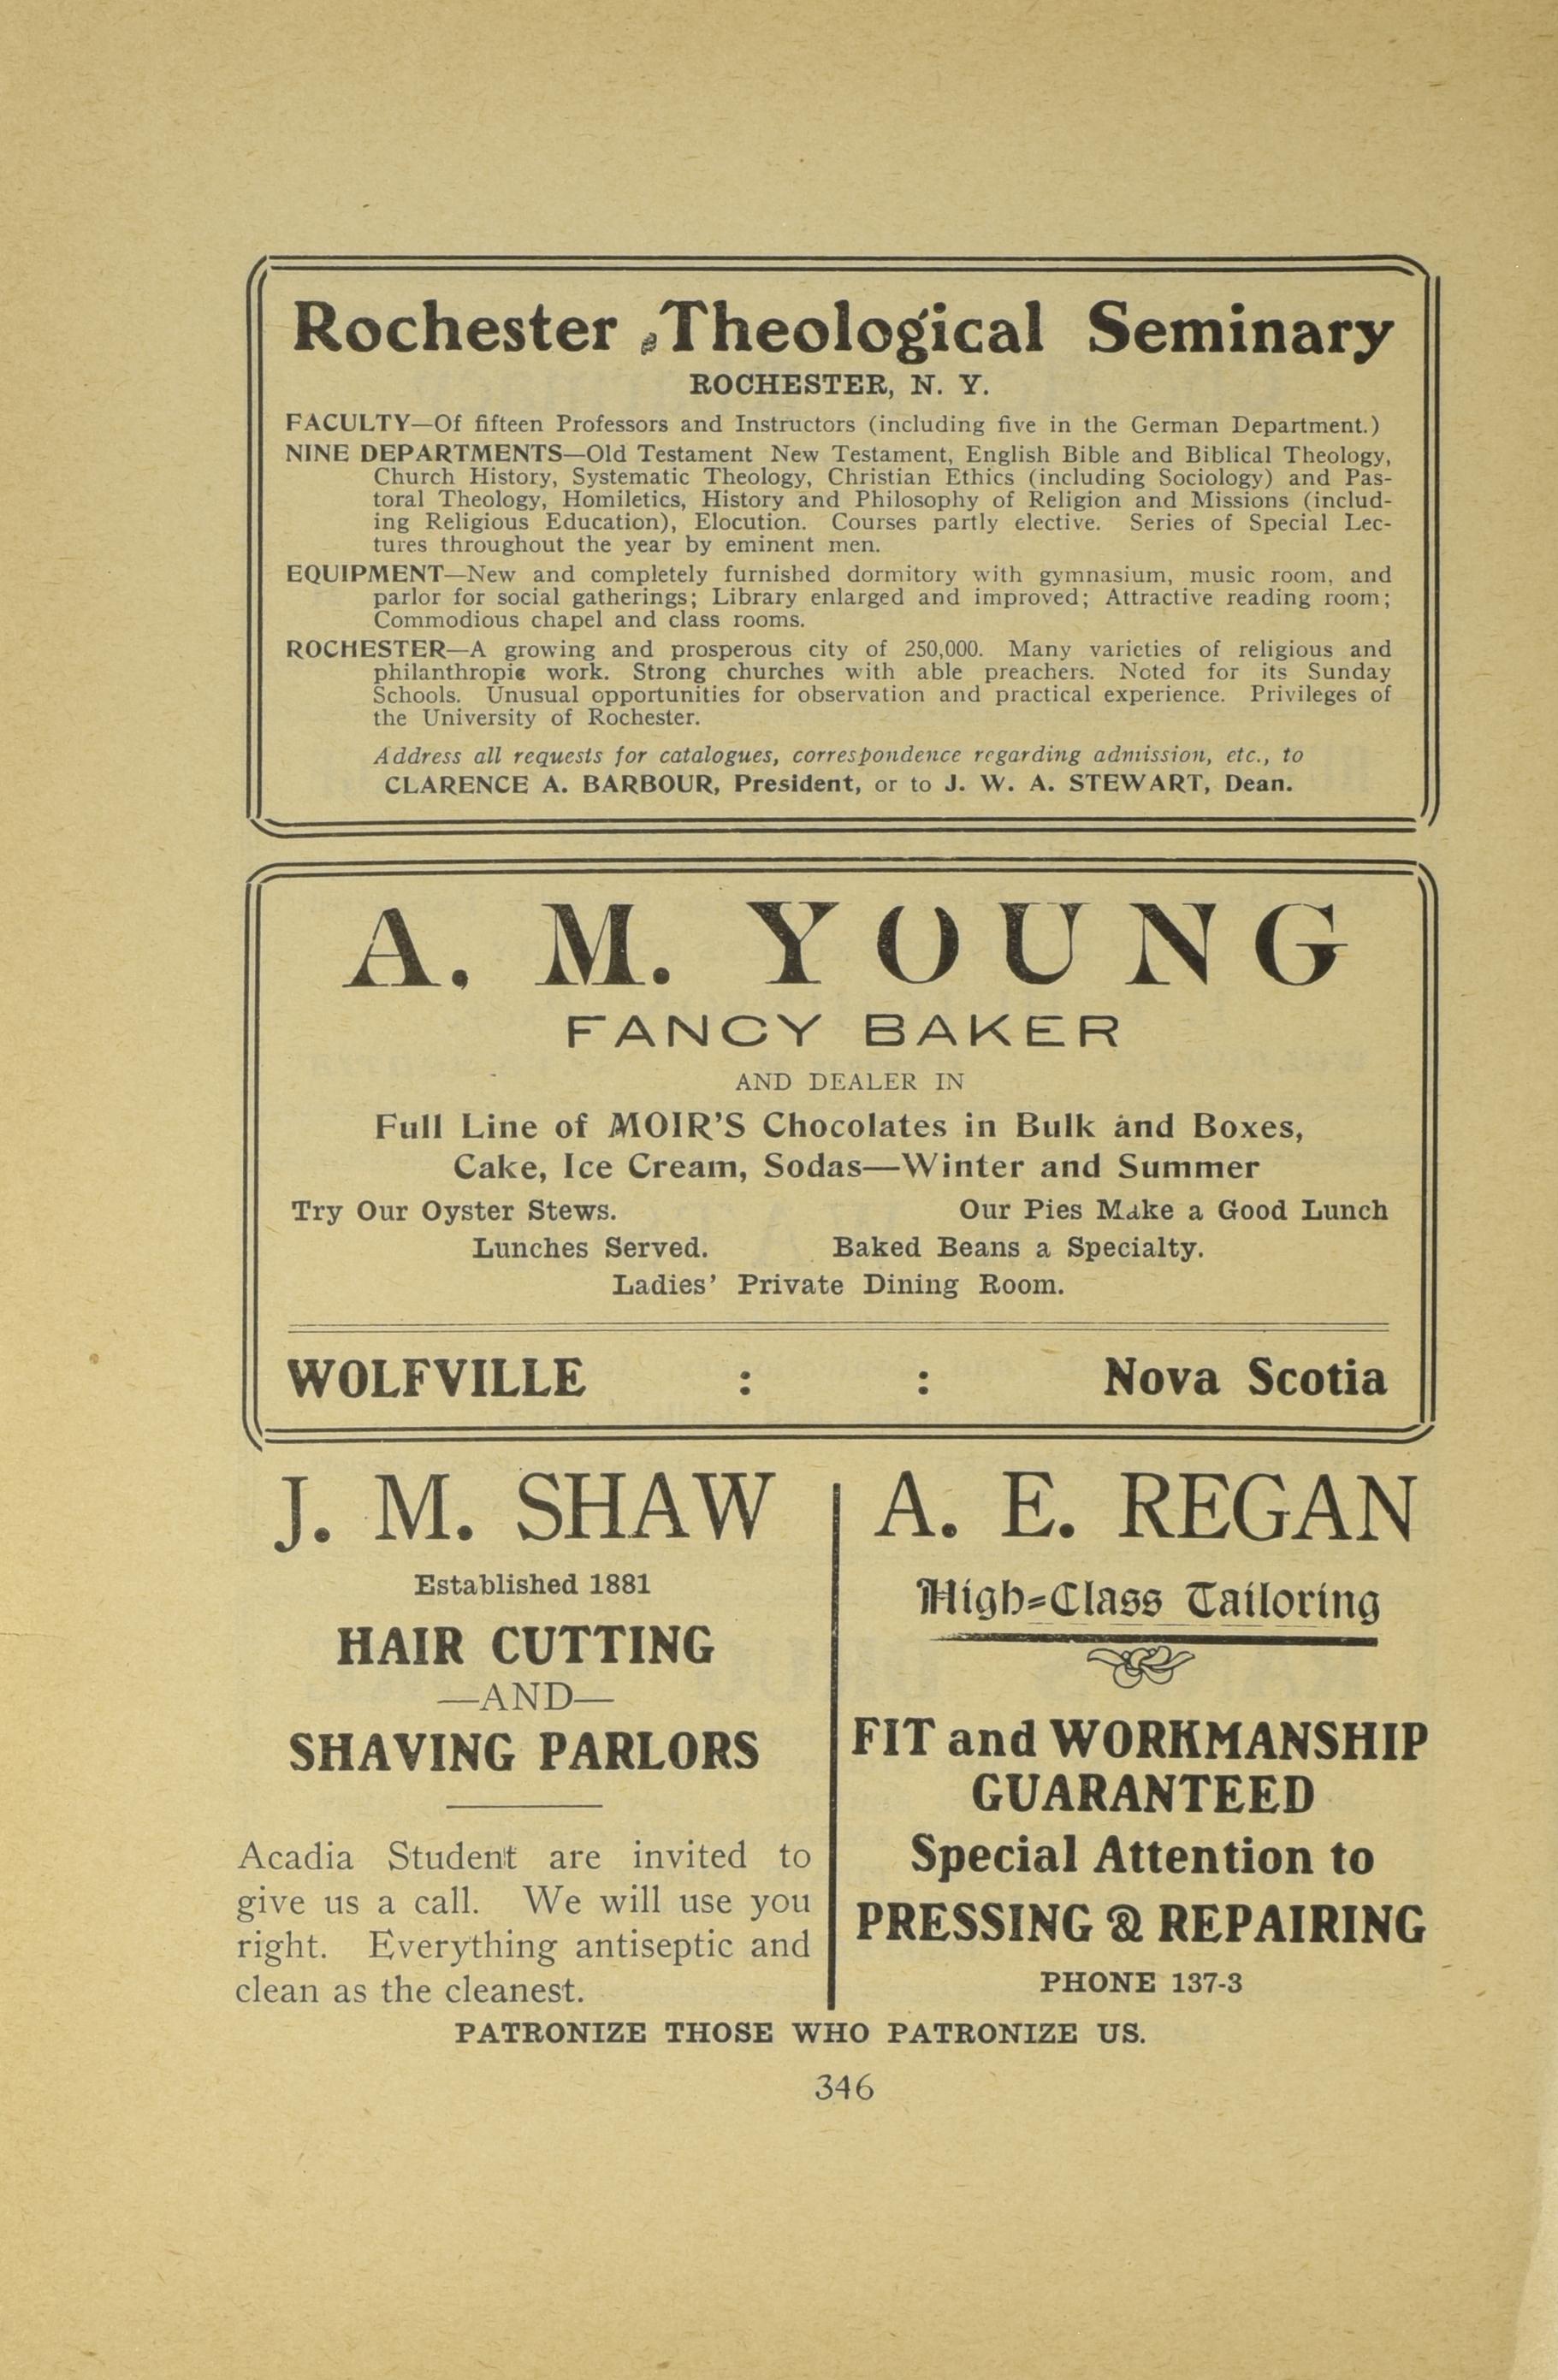 Rochester Theological Seminary
ROCHESTER, N. Y.
FACULTY—Of fifteen Professors and Instructors (including five in the German Department.)
NINE DEPARTMENTS—Old Testament New Testament, English Bible and Biblical Theology,
Church History, Systematic Theology, Christian Ethics (including Sociology) and Pas-
toral Theology, Homiletics, History and Philosophy of Religion and Missions (includ-
ing Religious Education), Elocution. Courses partly elective. Series of Special Lec-
tures throughout the year by eminent men.
EQUIPMENT—New and completely furnished dormitory with gymnasium, music room, and
parlor for social gatherings; Library enlarged and improved; Attractive reading room;
Commodious chapel and class rooms.
ROCHESTER—A growing and prosperous city of 250,000. Many varieties of religious and
philanthropic work. Strong churches with able preachers. Noted for its Sunday
Schools. Unusual opportunities for observation and practical experience. Privileges of
the University of Rochester.
Address all requests for catalogues, correspondence regarding admission, etc., to
CLARENCE A. BARBOUR, President, or to J. W. A. STEWART, Dean.
A. M. YOUNG
FANCY BAKER
AND DEALER IN
Full Line of MOIR'S Chocolates in Bulk and Boxes,
Cake, Ice Cream, Sodas—Winter and Summer
Try Our Oyster Stews. Our Pies Make a Good Lunch
Lunches Served. Baked Beans a Specialty.
Ladies' Private Dining Room.
WOLFVILLE : : Nova Scotia
J. M. SHAW
Established 1881
HAIR CUTTING
—AND—
SHAVING PARLORS
Acadia Student are invited to
give us a call. We will use you
right. Everything antiseptic and
clean as the cleanest.
A. E. REGAN
High-Class Tailoring
FIT and WORKMANSHIP
GUARANTEED
Special Attention to
PRESSING & REPAIRING
PHONE 137-3
PATRONIZE THOSE WHO PATRONIZE US.
346